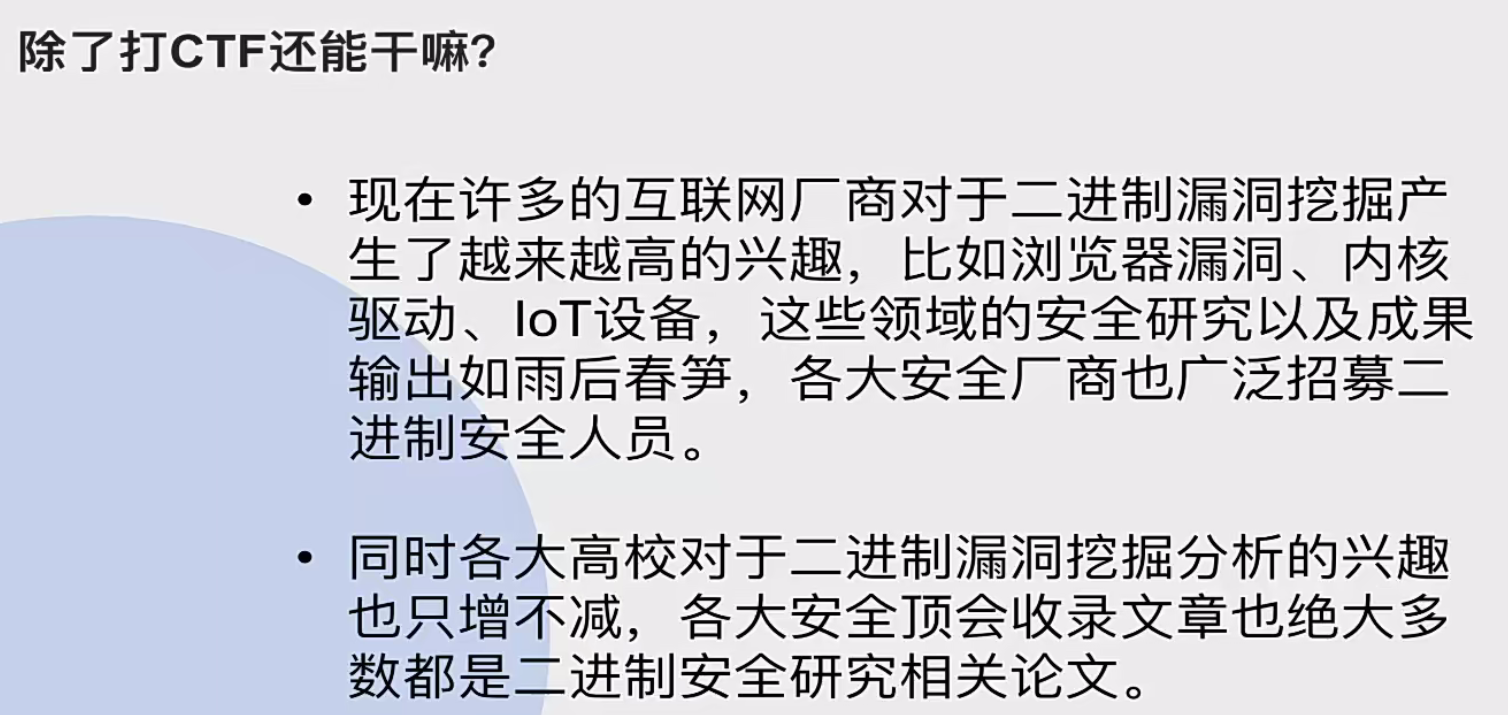 除了打CTF还能干嘛?
• 现在许多的互联网厂商对于二进制漏洞挖掘产
生了越来越高的兴趣，比如浏览器漏洞、内核
驱动、IoT设备，这些领域的安全研究以及成果
输出如雨后春笋，各大安全厂商也广泛招募二
进制安全人员。
• 同时各大高校对于二进制漏洞挖掘分析的兴趣
也只增不减，各大安全顶会收录文章也绝大多
数都是二进制安全研究相关论文。